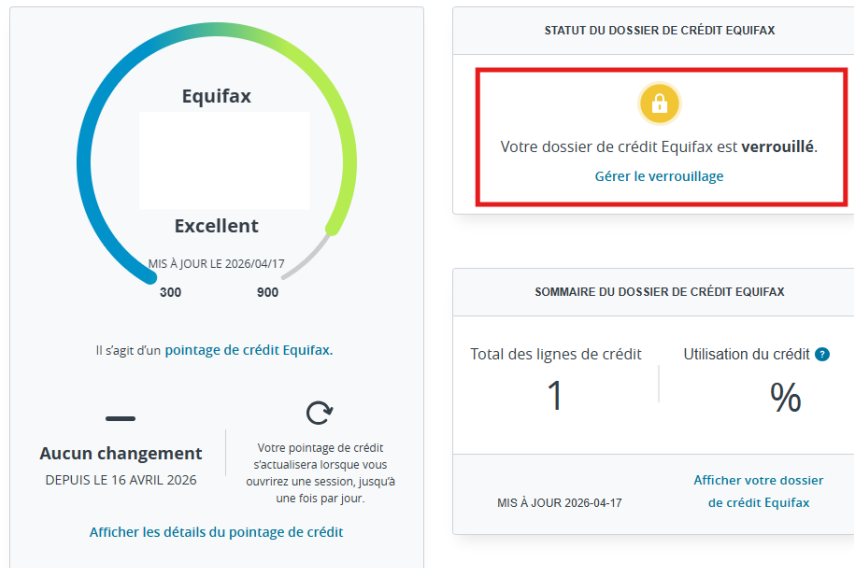 Equifax
Excellent
MIS À JOUR LE 2026/04/17
300
900
Il s’agit d’un pointage de crédit Equifax.
Aucun changement
DEPUIS LE 16 AVRIL 2026
Votre pointage de crédit
s’actualisera lorsque vous
ouvrirez une session, jusqu’à
une fois par jour.
Afficher les détails du pointage de crédit
STATUT DU DOSSIER DE CRÉDIT EQUIFAX
Votre dossier de crédit Equifax est verrouillé.
Gérer le verrouillage
SOMMAIRE DU DOSSIER DE CRÉDIT EQUIFAX
Total des lignes de crédit
1
Utilisation du crédit ?
%
MIS À JOUR 2026-04-17
Afficher votre dossier
de crédit Equifax